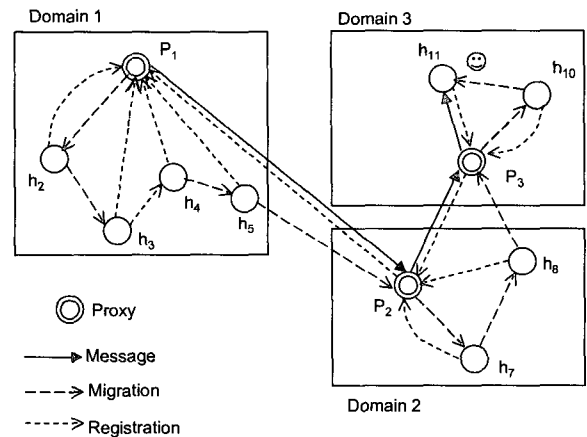 Domain 1
Domain 3
P1
h11
h10
h2
h4
h5
h3
P3
P2
h8
h7
Proxy
Message
Migration
Registration
Domain 2